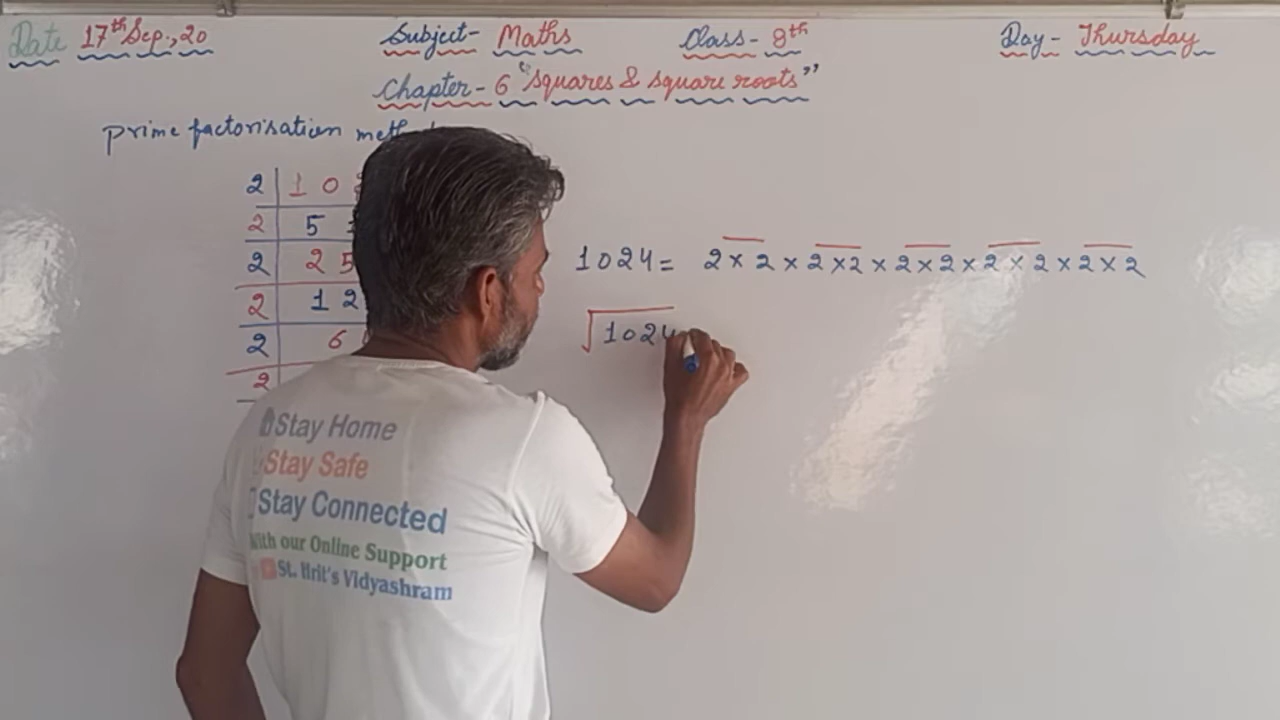 Date 17th Sep., 20 Subject- Maths Class- 8th Day- Thursday
Chapter- 6 "squares & square roots"
prime factorisation
2 1 0
2 5
2 2 5
2 1 2
2 6
2
1024 = 2 × 2 × 2 × 2 × 2 × 2 × 2 × 2 × 2 × 2
√1024
Stay Home
Stay Safe
Stay Connected
With our Online Support
St. Hrit's Vidyashram